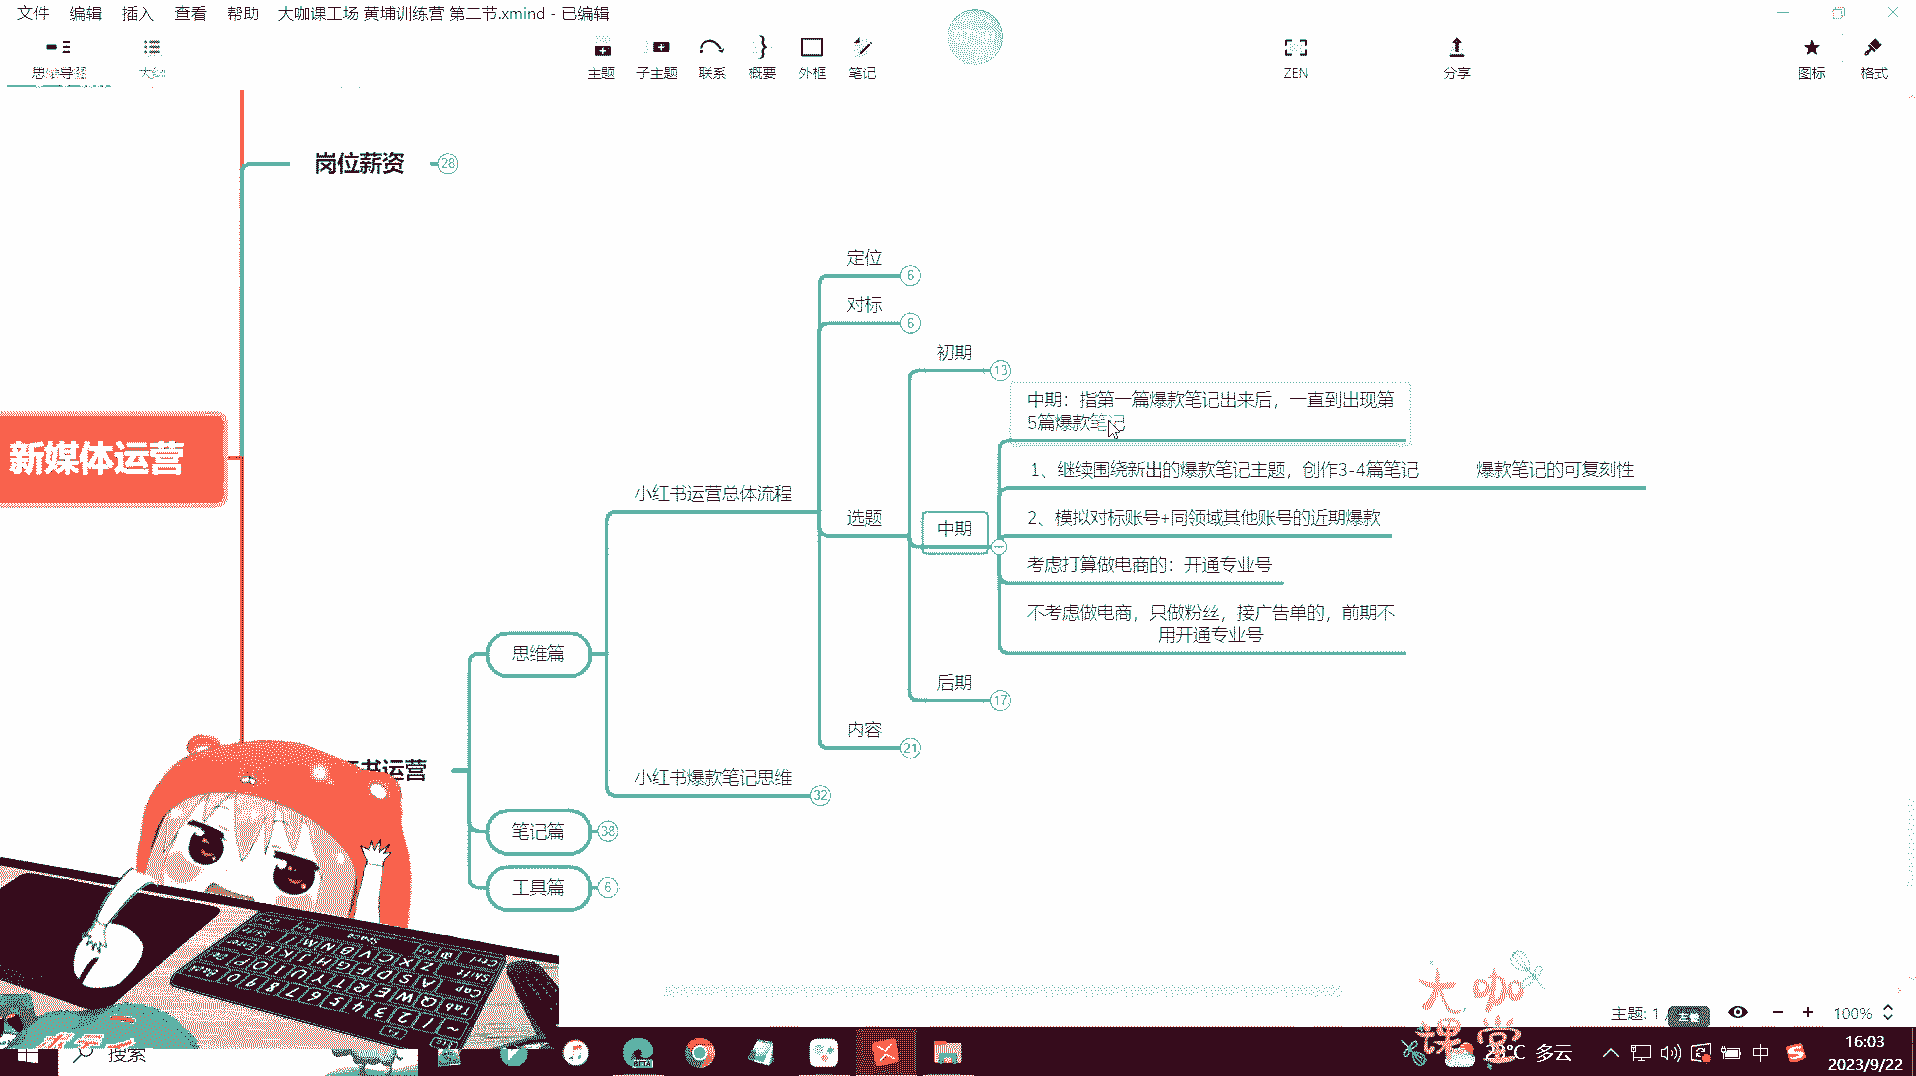 文件 编辑 插入 查看 帮助 大咖课工场 黄埔训练营 第二节.xmind - 已编辑
思维导图 大纲 主题 子主题 联系 概要 外框 笔记 ZEN 分享 图标 格式
岗位薪资 28
定位 6
对标 6
初期 13
中期：指第一篇爆款笔记出来后，一直到出现第
5篇爆款笔记
新媒体运营
1、继续围绕新出的爆款笔记主题，创作3-4篇笔记 爆款笔记的可复刻性
小红书运营总体流程
选题
中期
2、模拟对标账号+同领域其他账号的近期爆款
考虑打算做电商的：开通专业号
不考虑做电商，只做粉丝，接广告单的，前期不
用开通专业号
思维篇
后期 17
内容 21
书运营
小红书爆款笔记思维 32
笔记篇 38
工具篇 6
大咖
课堂
主题: 1 /
100%
搜索
°C 多云
中
16:03
2023/9/22